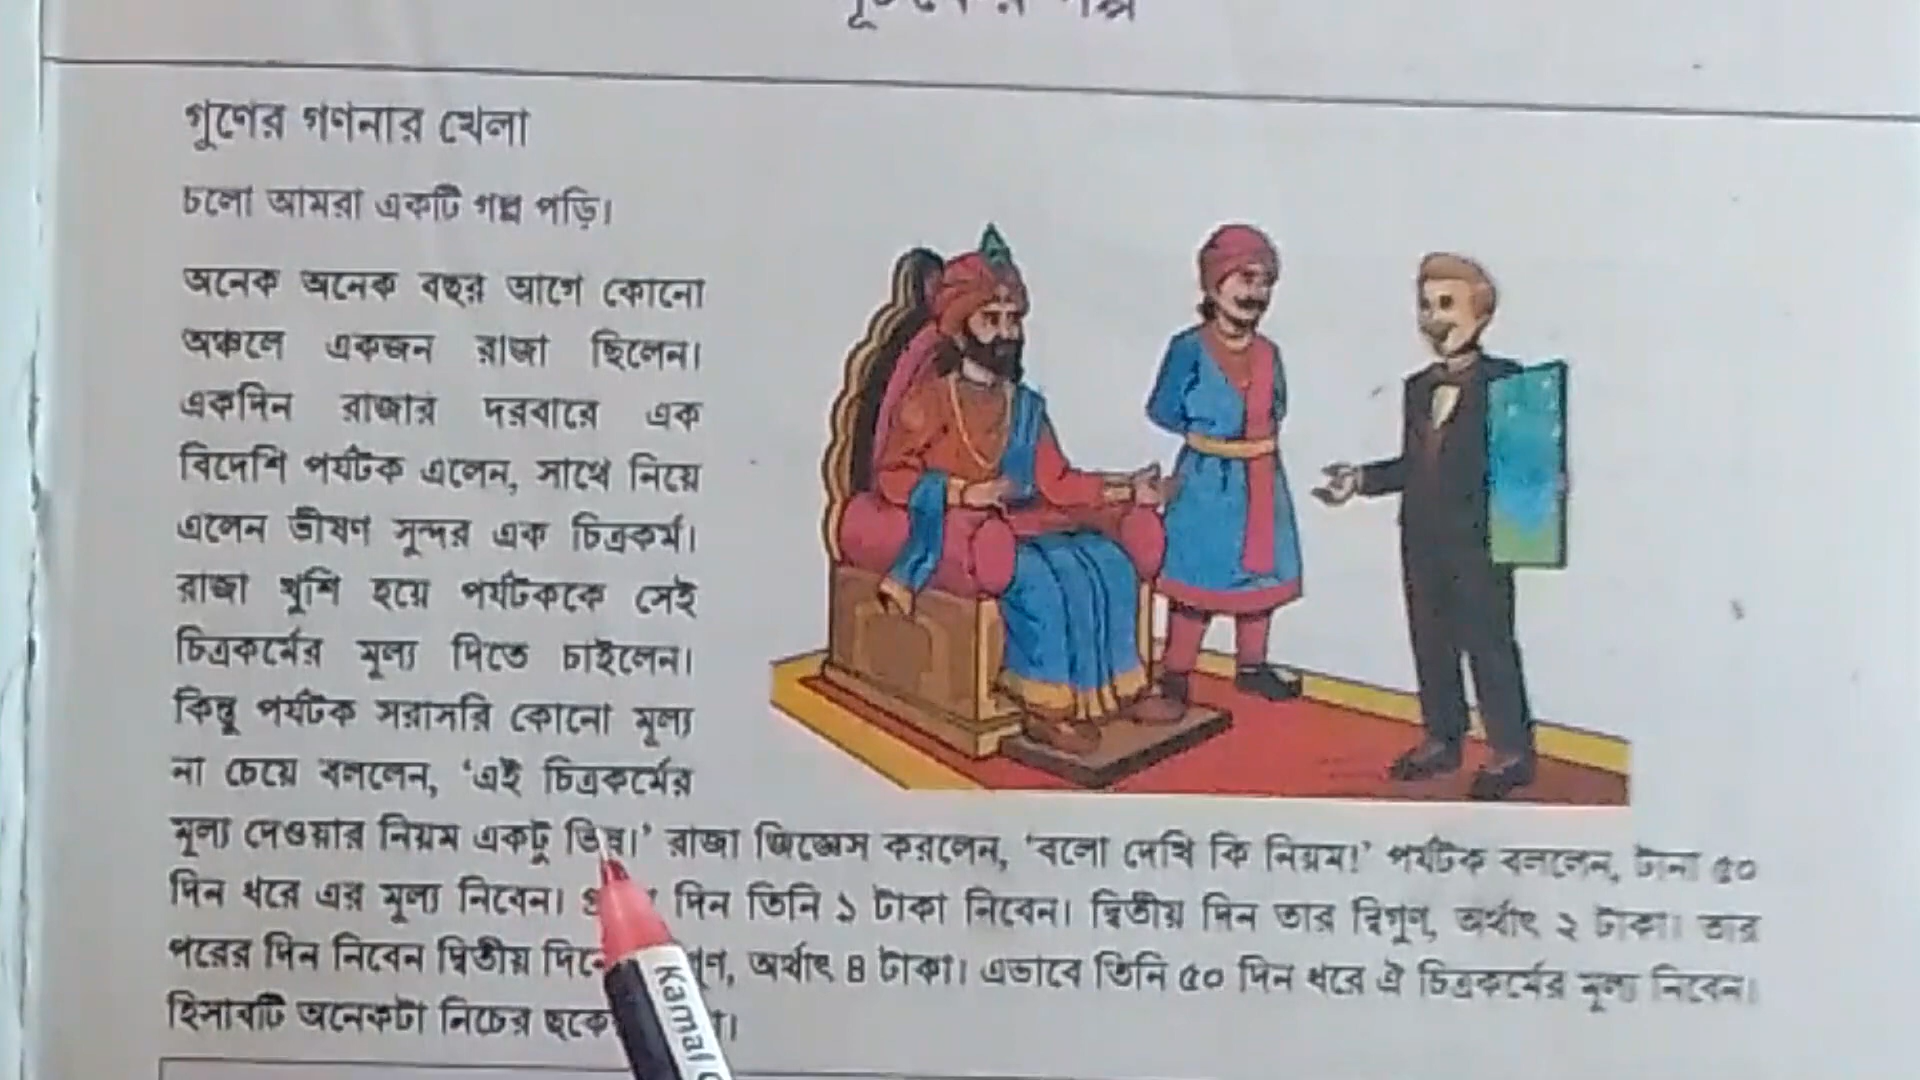 গুণের গণনার খেলা
চলো আমরা একটি গল্প পড়ি।
অনেক অনেক বছর আগে কোনো
অঞ্চলে একজন রাজা ছিলেন।
একদিন রাজার দরবারে এক
বিদেশি পর্যটক এলেন, সাথে নিয়ে
এলেন ভীষণ সুন্দর এক চিত্রকর্ম।
রাজা খুশি হয়ে পর্যটককে সেই
চিত্রকর্মের মূল্য দিতে চাইলেন।
কিন্তু পর্যটক সরাসরি কোনো মূল্য
না চেয়ে বললেন, ‘এই চিত্রকর্মের
মূল্য দেওয়ার নিয়ম একটু ভিন্ন।’ রাজা জিজ্ঞেস করলেন, ‘বলো দেখি কি নিয়ম!’ পর্যটক বললেন, টানা ৫০
দিন ধরে এর মূল্য নিবেন। দিন তিনি ১ টাকা নিবেন। দ্বিতীয় দিন তার দ্বিগুণ, অর্থাৎ ২ টাকা। তার
পরের দিন নিবেন দ্বিতীয় অর্থাৎ ৪ টাকা। এভাবে তিনি ৫০ দিন ধরে ঐ চিত্রকর্মের মূল্য নিবেন।
হিসাবটি অনেকটা নিচের
Kamal